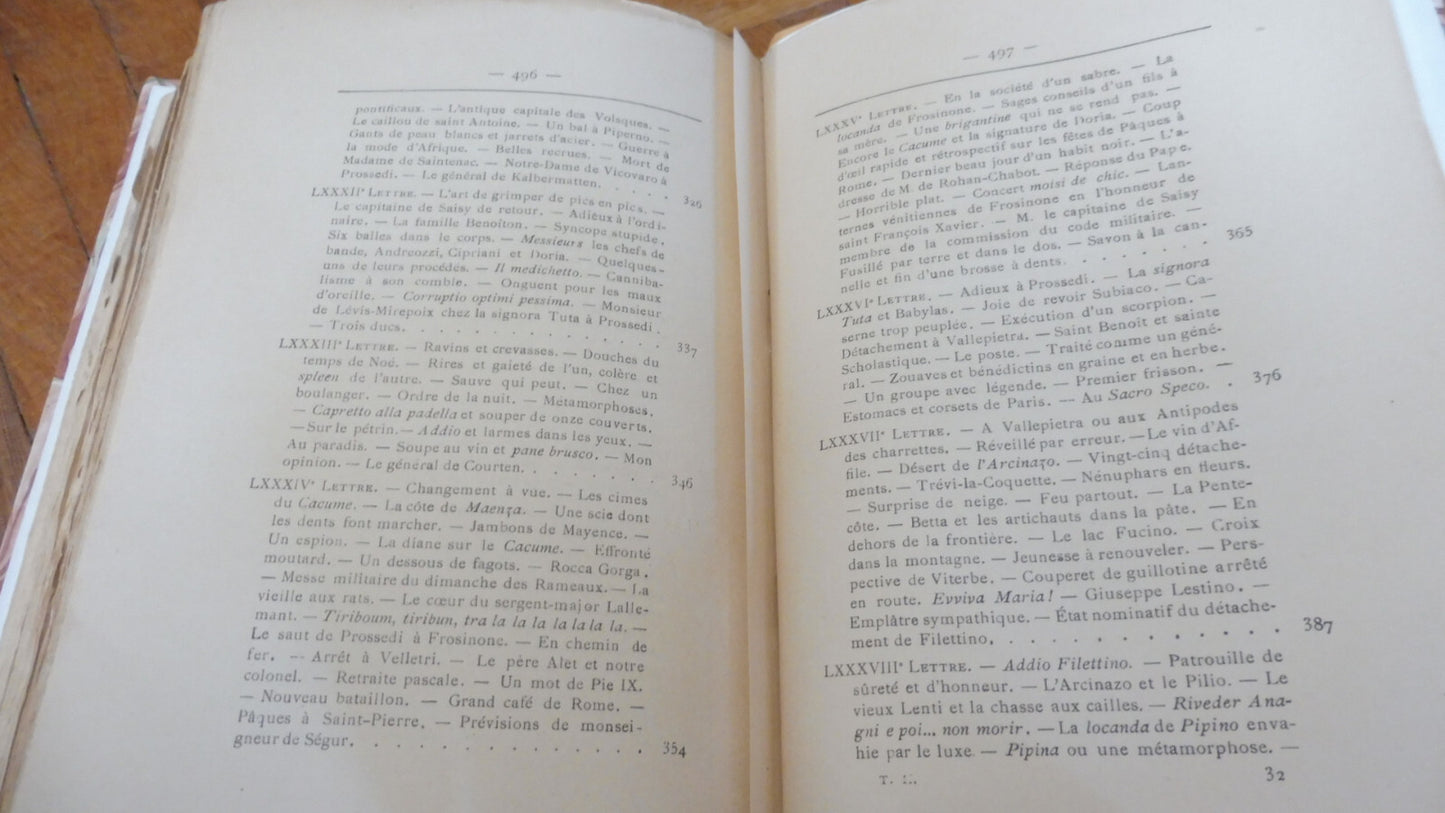 — 496 —
pontificaux. — L'antique capitale des Volsques. —
Le caillou de saint Antoine. — Un bal à Piperno. —
Gants de peau blancs et jarrets d'acier. — Guerre à
la mode d'Afrique. — Belles recrues. — Mort de
Madame de Saintenac. — Notre-Dame de Vicovaro à
Prossedi. — Le général de Kalbermatten. . . . . 326
LXXXIIe LETTRE. — L'art de grimper de pics en pics. —
Le capitaine de Saisy de retour. — Adieux à l'ordi-
naire. — La famille Benoîton. — Syncope stupide.
Six balles dans le corps. — Messieurs les chefs de
bande, Andreozzi, Cipriani et Doria. — Quelques-
uns de leurs procédés. — Il medichetto. — Canniba-
lisme à son comble. — Onguent pour les maux
d'oreille. — Corruptio optimi pessima. — Monsieur
de Lévis-Mirepoix chez la signora Tuta à Prossedi.
— Trois ducs. . . . . . . . . . . . . 337
LXXXIIIe LETTRE. — Ravins et crevasses. — Douches du
temps de Noé. — Rires et gaieté de l'un, colère et
spleen de l'autre. — Sauve qui peut. — Chez un
boulanger. — Ordre de la nuit. — Métamorphoses.
— Capretto alla padella et souper de onze couverts.
— Sur le pétrin. — Addio et larmes dans les yeux. —
Au paradis. — Soupe au vin et pane brusco. — Mon
opinion. — Le général de Courten. . . . . . . 346
LXXXIVe LETTRE. — Changement à vue. — Les cimes
du Cacume. — La côte de Maenza. — Une scie dont
les dents font marcher. — Jambons de Mayence. —
Un espion. — La diane sur le Cacume. — Effronté
moutard. — Un dessous de fagots. — Rocca Gorga.
— Messe militaire du dimanche des Rameaux. — La
vieille aux rats. — Le cœur du sergent-major Lalle-
mant. — Tiriboum, tiribun, tra la la la la la la. —
Le saut de Prossedi à Frosinone. — En chemin de
fer. — Arrêt à Velletri. — Le père Alet et notre
colonel. — Retraite pascale. — Un mot de Pie IX.
— Nouveau bataillon. — Grand café de Rome. —
Pâques à Saint-Pierre. — Prévisions de monsei-
gneur de Ségur. . . . . . . . . . . . . 354
— 497 —
LXXXVe LETTRE. — En la société d'un sabre. — La
locanda de Frosinone. — Sages conseils d'un fils à
sa mère. — Une brigantine qui ne se rend pas. —
Encore le Cacume et la signature de Doria. — Coup
d'œil rapide et rétrospectif sur les fêtes de Pâques à
Rome. — Dernier beau jour d'un habit noir. — L'a-
dresse de M. de Rohan-Chabot. — Réponse du Pape.
— Horrible plat. — Concert moisi de chic. — Lan-
ternes vénitiennes de Frosinone en l'honneur de
saint François Xavier. — M. le capitaine de Saisy
membre de la commission du code militaire. —
Fusillé par terre et dans le dos. — Savon à la can-
nelle et fin d'une brosse à dents. . . . . . . 365
LXXXVIe LETTRE. — Adieux à Prossedi. — La signora
Tuta et Babylas. — Joie de revoir Subiaco. — Ca-
serne trop peuplée. — Exécution d'un scorpion. —
Détachement à Vallepietra. — Saint Benoît et sainte
Scholastique. — Le poste. — Traité comme un géné-
ral. — Zouaves et bénédictins en graine et en herbe.
— Un groupe avec légende. — Premier frisson. —
Estomacs et corsets de Paris. — Au Sacro Speco. . 376
LXXXVIIe LETTRE. — A Vallepietra ou aux Antipodes
des charrettes. — Réveillé par erreur. — Le vin d'Af-
file. — Désert de l'Arcinazo. — Vingt-cinq détache-
ments. — Trévi-la-Coquette. — Nénuphars en fleurs.
— Surprise de neige. — Feu partout. — La Pente-
côte. — Betta et les artichauts dans la pâte. — En
dehors de la frontière. — Le lac Fucino. — Croix
dans la montagne. — Jeunesse à renouveler. — Pers-
pective de Viterbe. — Couperet de guillotine arrêté
en route. Evviva Maria! — Giuseppe Lestino. —
Emplâtre sympathique. — État nominatif du détache-
ment de Filettino. . . . . . . . . . . . 387
LXXXVIIIe LETTRE. — Addio Filettino. — Patrouille de
sûreté et d'honneur. — L'Arcinazo et le Pilio. — Le
vieux Lenti et la chasse aux cailles. — Riveder Ana-
gni e poi... non morir. — La locanda de Pipino enva-
hie par le luxe. — Pipina ou une métamorphose. —
T. II. 32